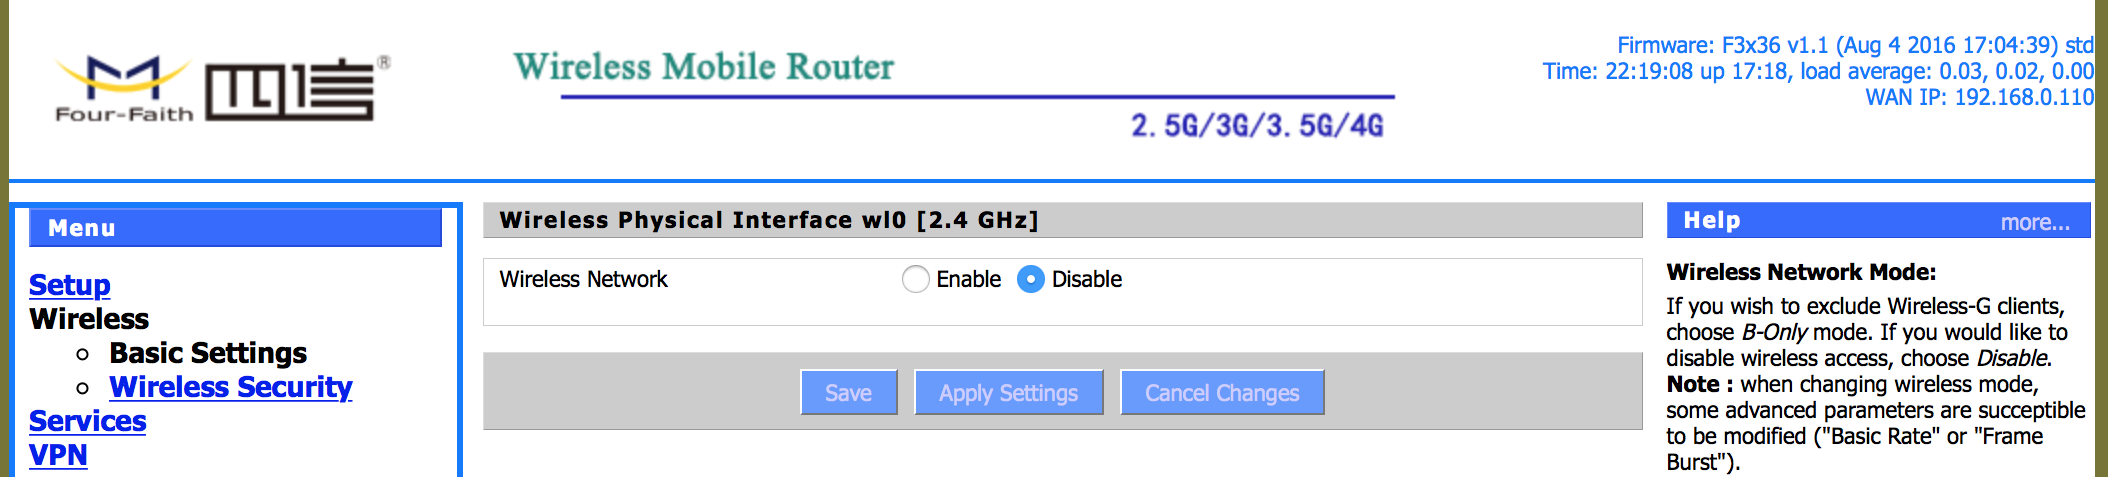 Four-Faith
四信®
Wireless Mobile Router
2.5G/3G/3.5G/4G
Firmware: F3x36 v1.1 (Aug 4 2016 17:04:39) std
Time: 22:19:08 up 17:18, load average: 0.03, 0.02, 0.00
WAN IP: 192.168.0.110
Menu
Setup
Wireless
Basic Settings
Wireless Security
Services
VPN
Wireless Physical Interface wl0 [2.4 GHz]
Wireless Network Enable Disable
Save Apply Settings Cancel Changes
Help more...
Wireless Network Mode:
If you wish to exclude Wireless-G clients,
choose B-Only mode. If you would like to
disable wireless access, choose Disable.
Note : when changing wireless mode,
some advanced parameters are succeptible
to be modified ("Basic Rate" or "Frame
Burst").